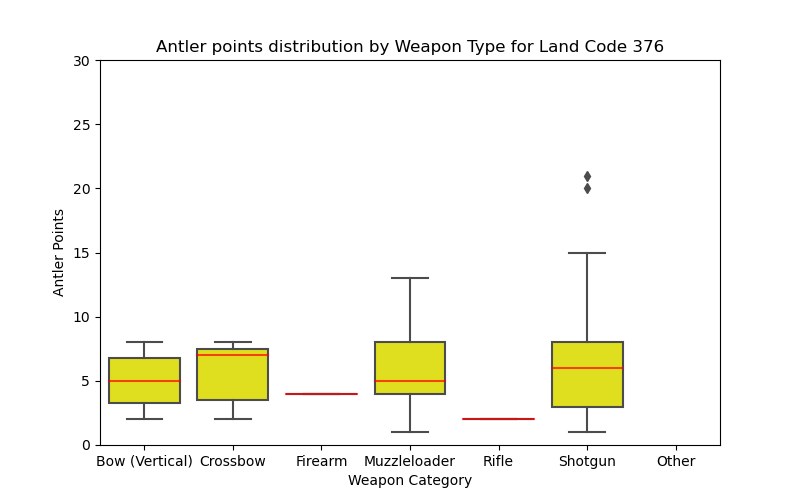 Antler points distribution by Weapon Type for Land Code 376
30
25
20
15
10
5
0
Antler Points
Bow (Vertical) Crossbow Firearm Muzzleloader Rifle Shotgun Other
Weapon Category